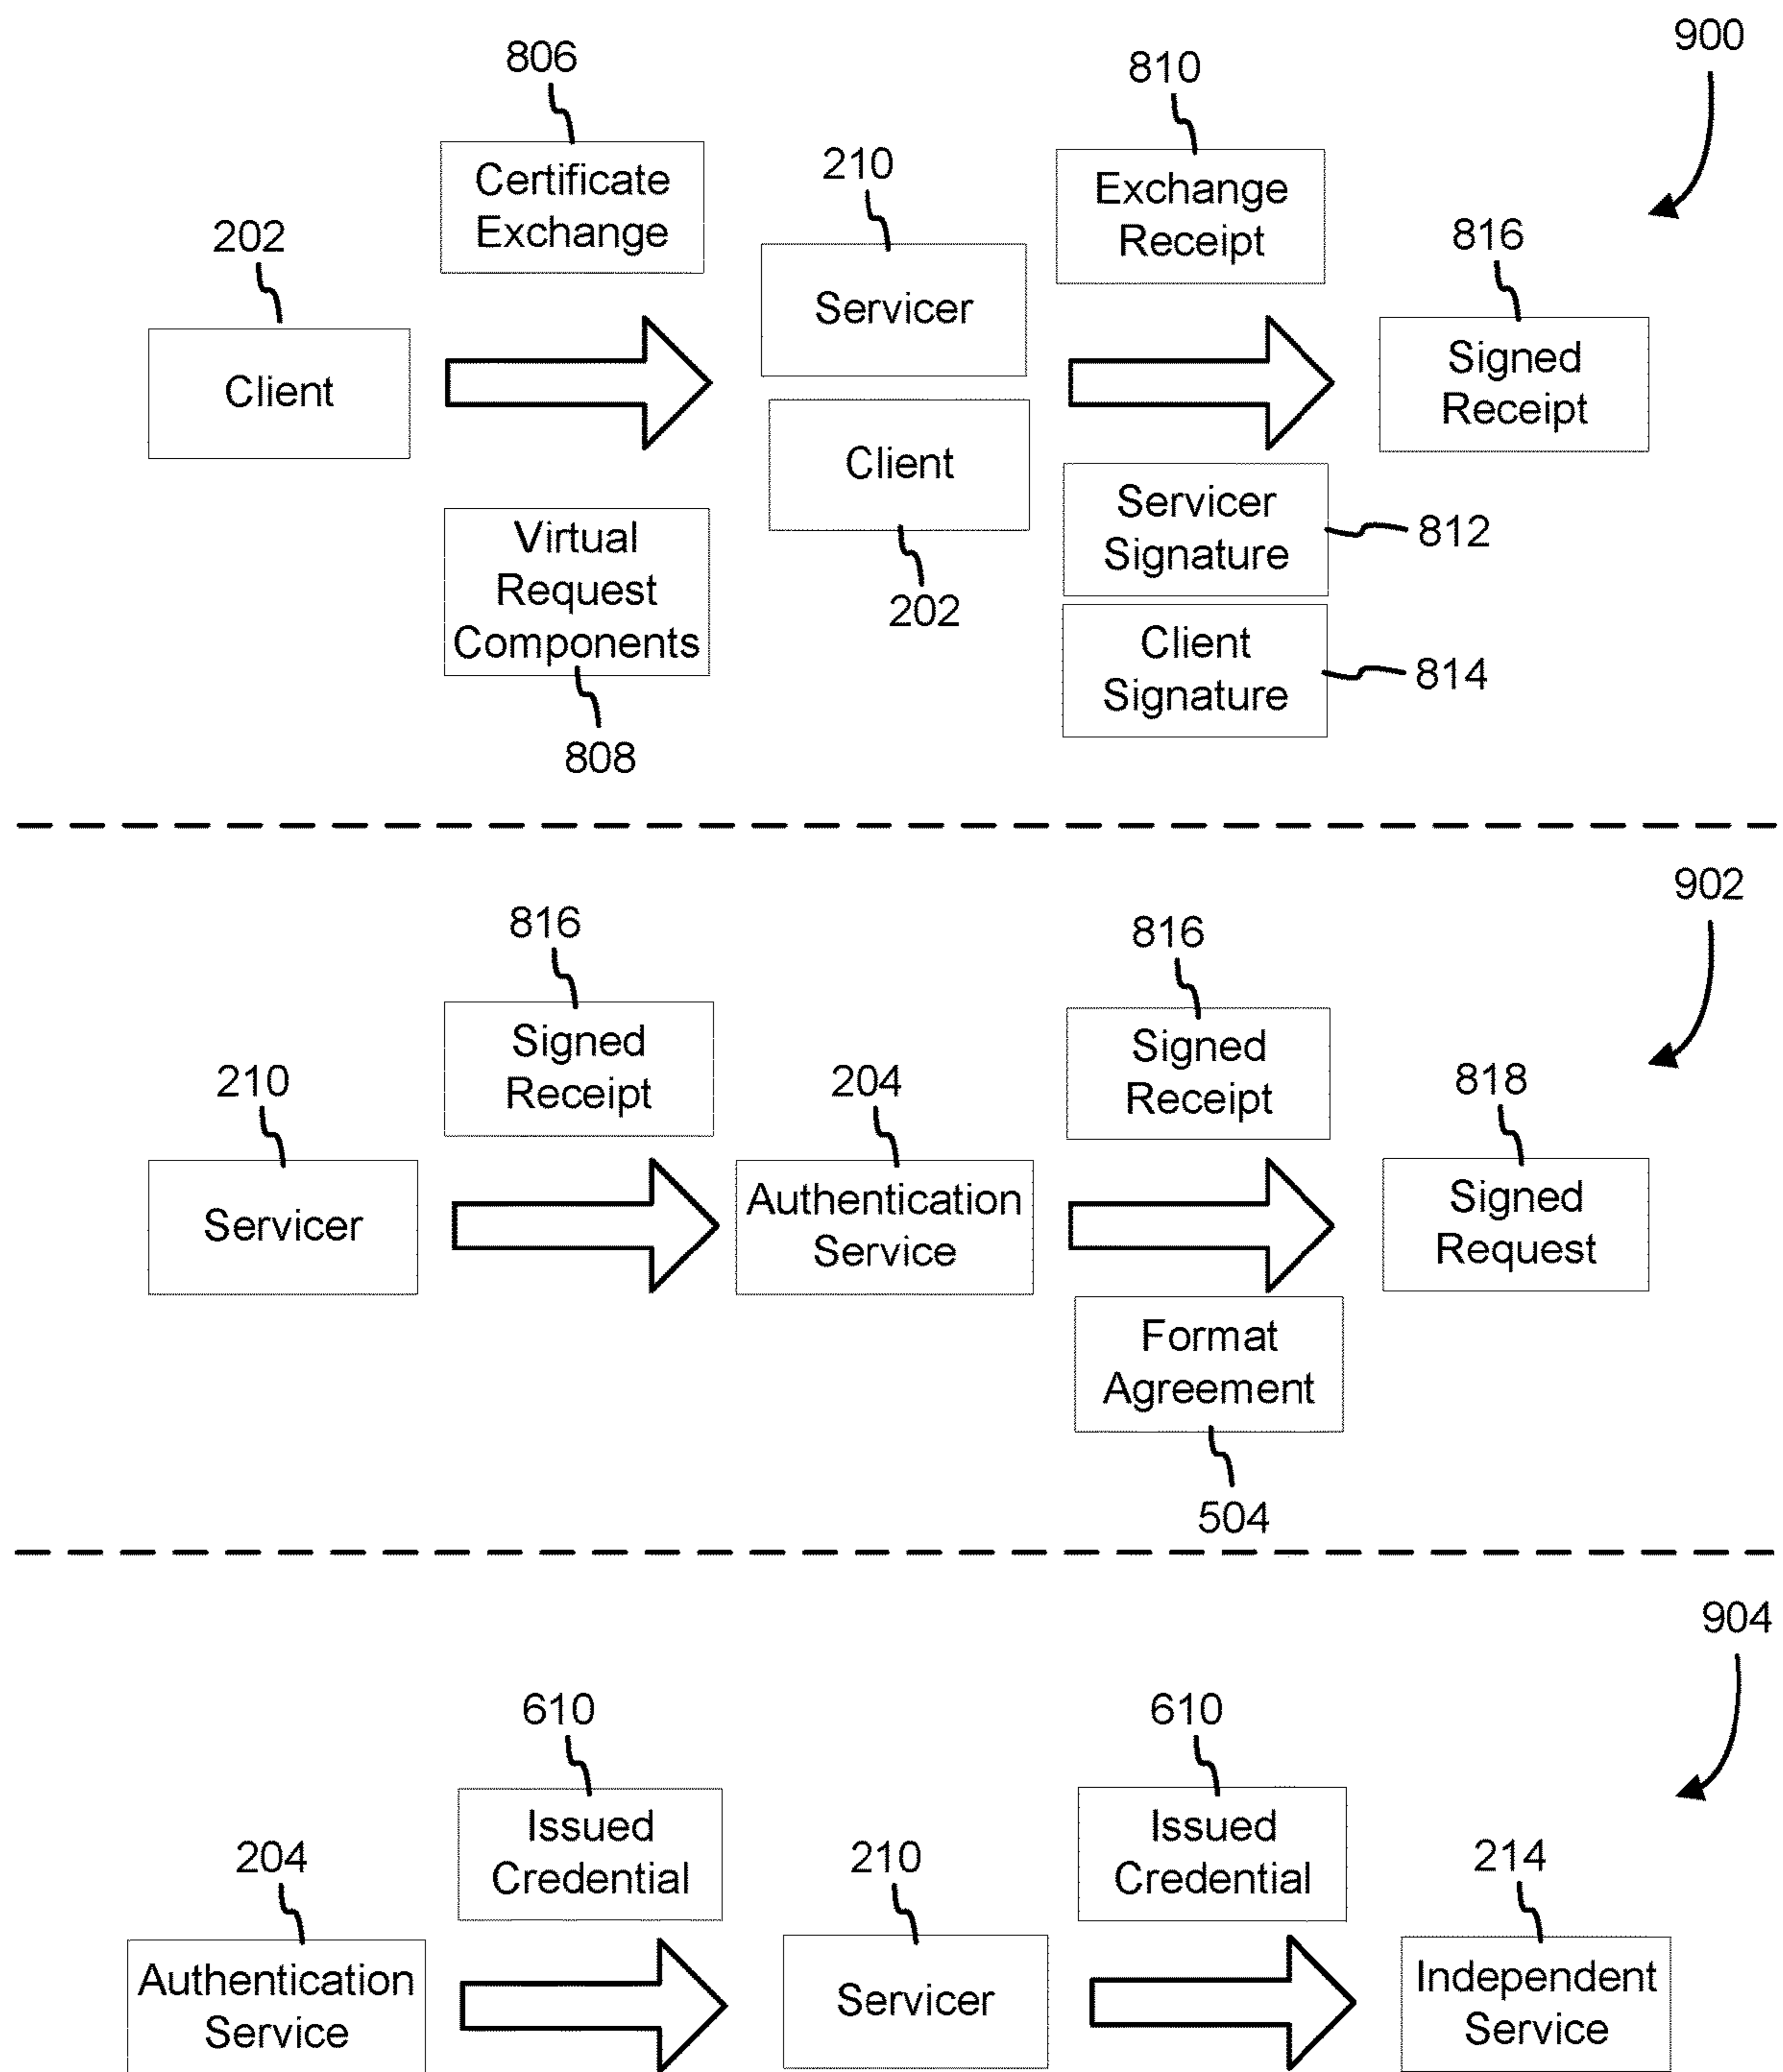 900
806
Certificate
Exchange
810
Exchange
Receipt
210
Servicer
202
Client
816
Signed
Receipt
Client
202
Virtual
Request
Components
808
Servicer
Signature
812
Client
Signature
814
902
816
Signed
Receipt
816
Signed
Receipt
210
Servicer
204
Authentication
Service
818
Signed
Request
Format
Agreement
504
904
610
Issued
Credential
610
Issued
Credential
204
Authentication
Service
210
Servicer
214
Independent
Service